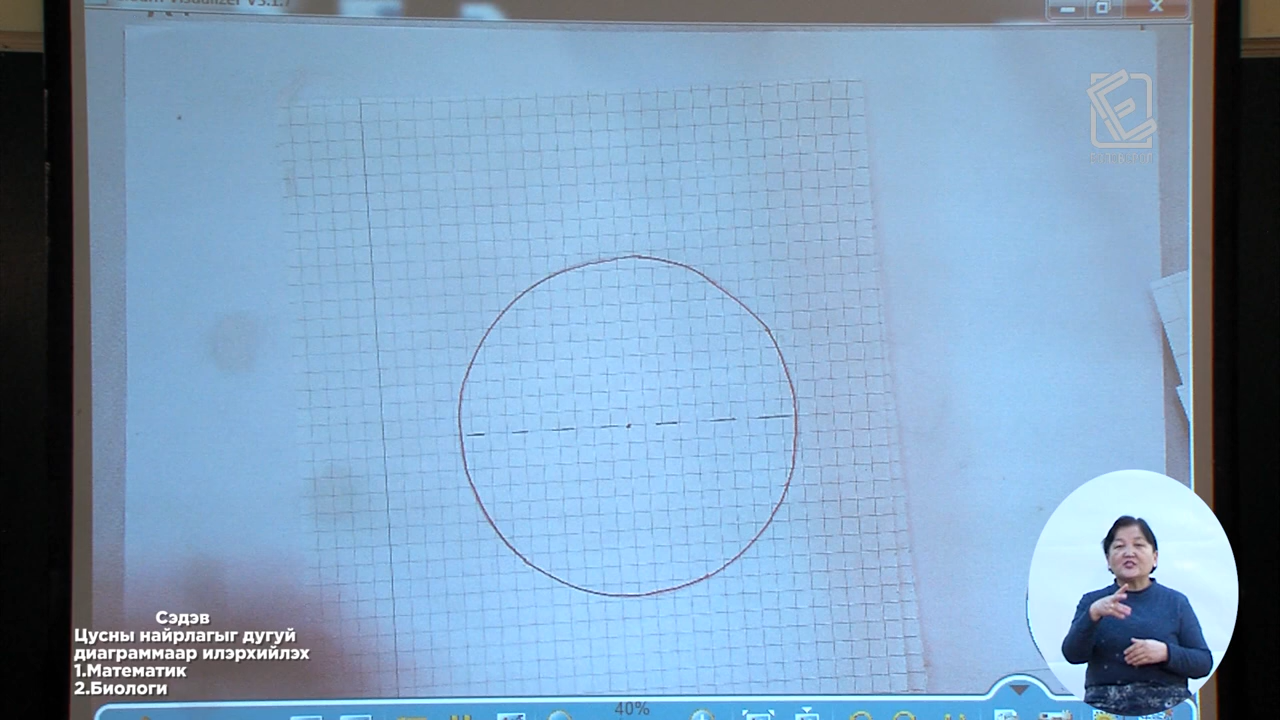 Сэдэв
Цусны найрлагыг дугуй
диаграммаар илэрхийлэх
1.Математик
2.Биологи
40%